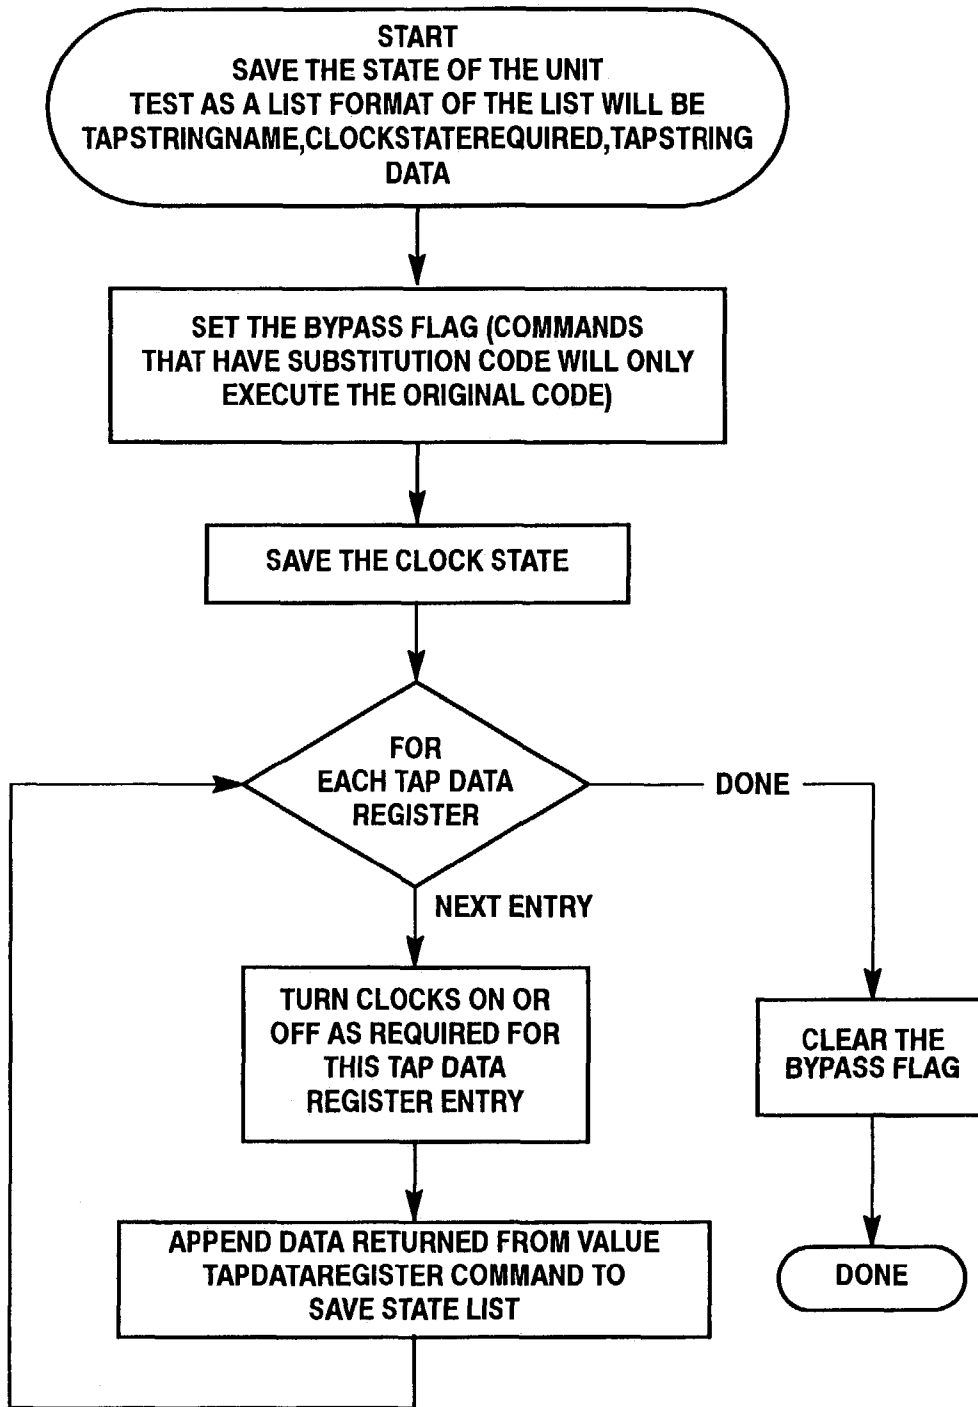 START
SAVE THE STATE OF THE UNIT
TEST AS A LIST FORMAT OF THE LIST WILL BE
TAPSTRINGNAME,CLOCKSTATEREQUIRED,TAPSTRING
DATA
SET THE BYPASS FLAG (COMMANDS
THAT HAVE SUBSTITUTION CODE WILL ONLY
EXECUTE THE ORIGINAL CODE)
SAVE THE CLOCK STATE
FOR
EACH TAP DATA
REGISTER
DONE
NEXT ENTRY
TURN CLOCKS ON OR
OFF AS REQUIRED FOR
THIS TAP DATA
REGISTER ENTRY
CLEAR THE
BYPASS FLAG
APPEND DATA RETURNED FROM VALUE
TAPDATAREGISTER COMMAND TO
SAVE STATE LIST
DONE